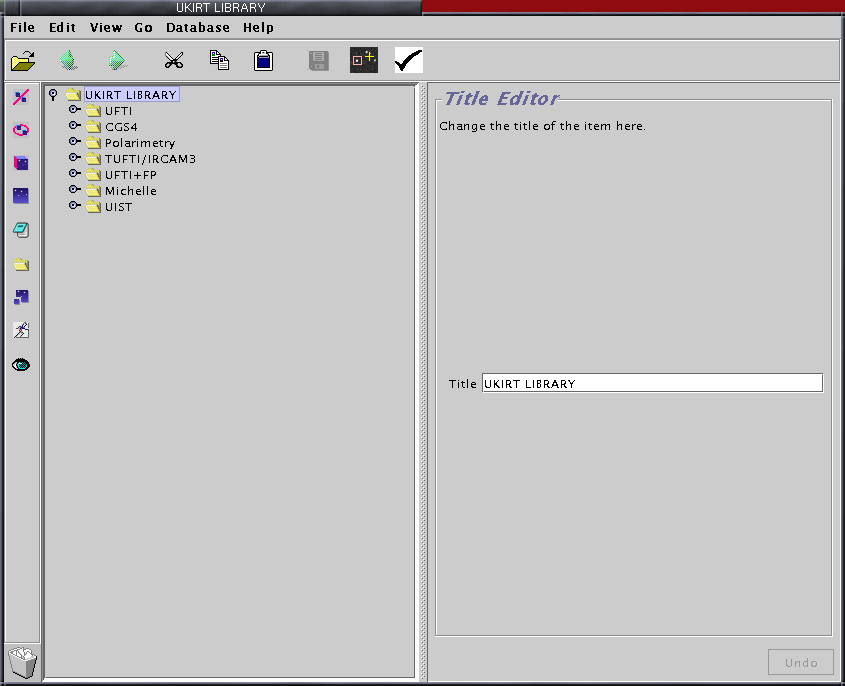 UKIRT LIBRARY
File Edit View Go Database Help
UKIRT LIBRARY
UFTI
CGS4
Polarimetry
TUFTI/IRCAM3
UFTI+FP
Michelle
UIST
Title Editor
Change the title of the item here.
Title UKIRT LIBRARY
Undo